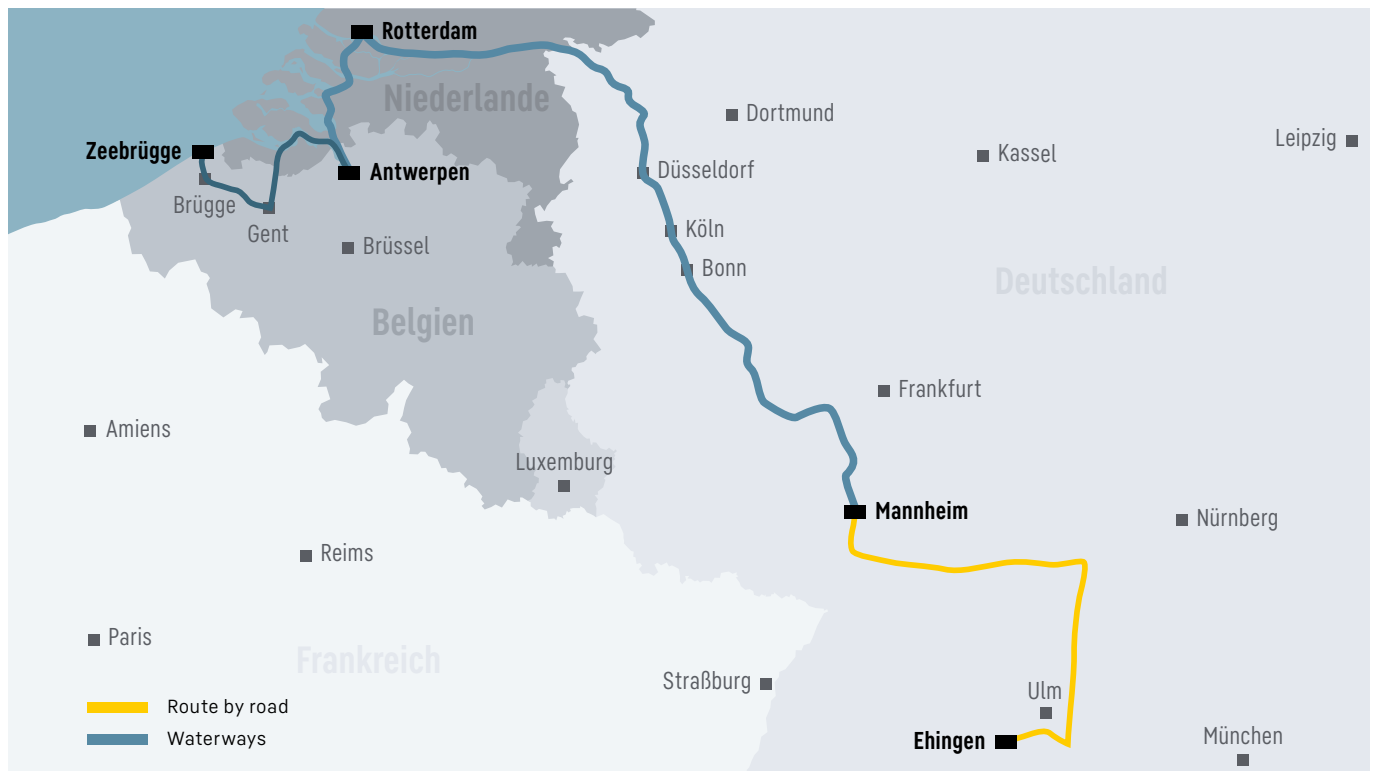 Rotterdam
Niederlande
Dortmund
Leipzig
Zeebrügge
Kassel
Antwerpen
Düsseldorf
Brügge
Gent
Köln
Brüssel
Bonn
Deutschland
Belgien
Frankfurt
Amiens
Luxemburg
Mannheim
Nürnberg
Reims
Paris
Frankreich
Straßburg
Ulm
Route by road
Waterways
Ehingen
München